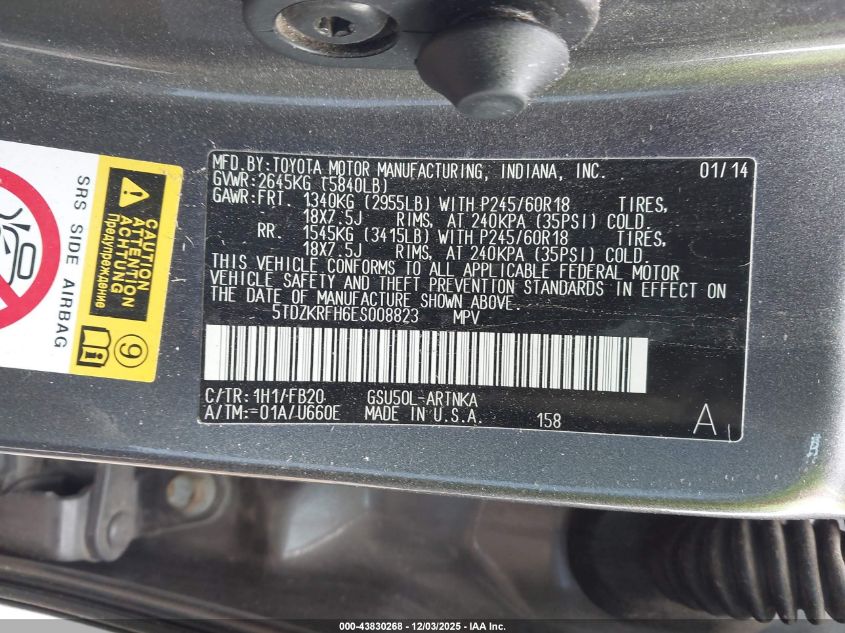 MFD.BY:TOYOTA MOTOR MANUFACTURING, INDIANA, INC. 01/14
GVWR:2645KG (5840LB)
GAWR:FRT. 1340KG (2955LB) WITH P245/60R18 TIRES,
18X7.5J RIMS, AT 240KPA (35PSI) COLD.
RR. 1545KG (3415LB) WITH P245/60R18 TIRES,
18X7.5J RIMS, AT 240KPA (35PSI) COLD.
THIS VEHICLE CONFORMS TO ALL APPLICABLE FEDERAL MOTOR
VEHICLE SAFETY AND THEFT PREVENTION STANDARDS IN EFFECT ON
THE DATE OF MANUFACTURE SHOWN ABOVE.
5TDZKRFH6ES008823 MPV
C/TR:1H1/FB20 GSU50L-ARTNKA
A/TM:-01A/U660E MADE IN U.S.A. 158 A
SRS SIDE AIRBAG
CAUTION
ATTENTION
ACHTUNG
Предупреждение
9
000-43830268 - 12/03/2025 - IAA Inc.